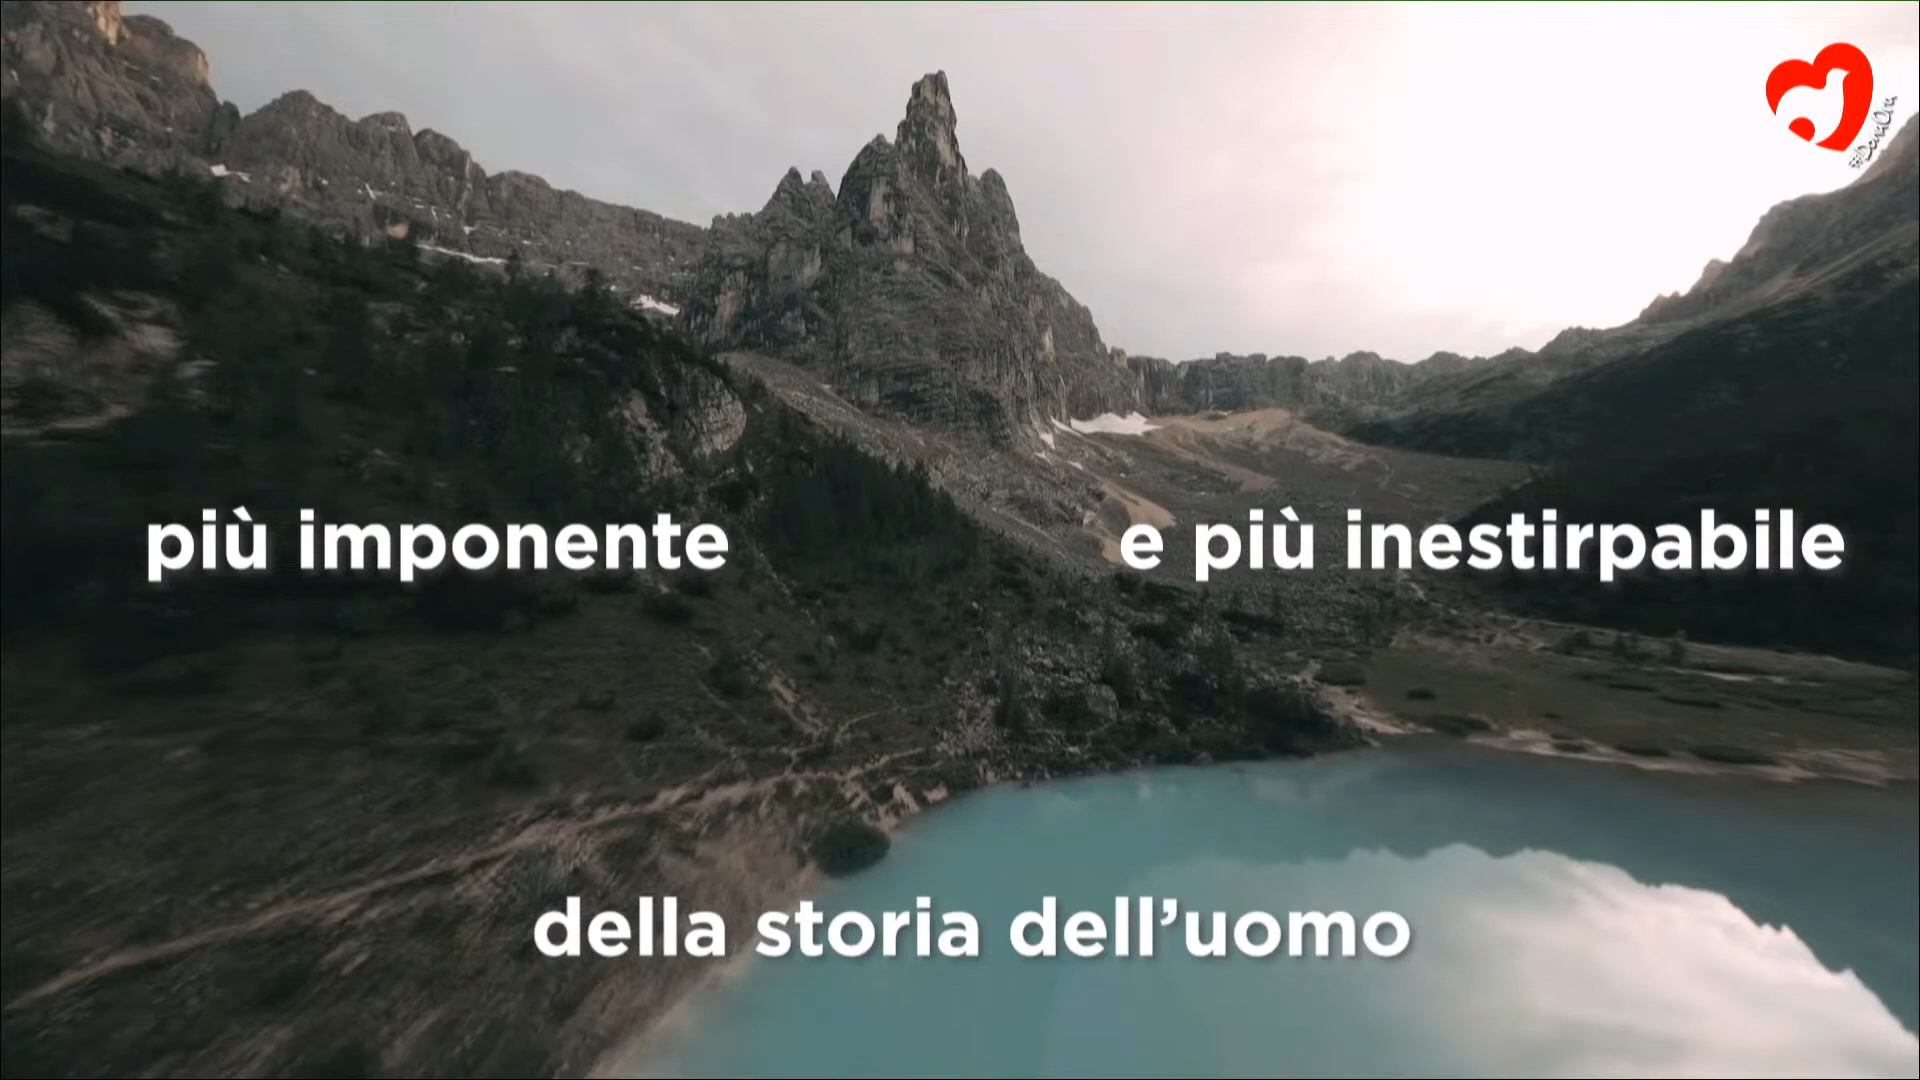 più imponente e più inestirpabile
della storia dell’uomo